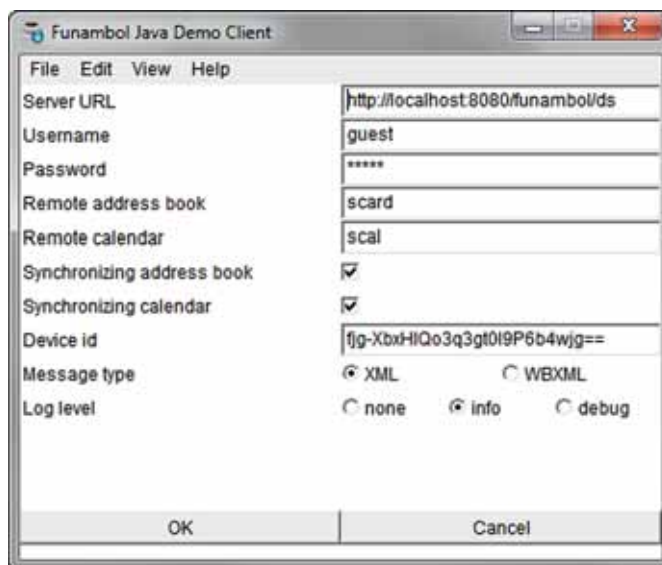 Funambol Java Demo Client
File Edit View Help
Server URL http://localhost:8080/funambol/ds
Username guest
Password *****
Remote address book scard
Remote calendar scal
Synchronizing address book
Synchronizing calendar
Device id fjg-XbxHIQo3q3gt0I9P6b4wjg==
Message type XML WBXML
Log level none info debug
OK Cancel